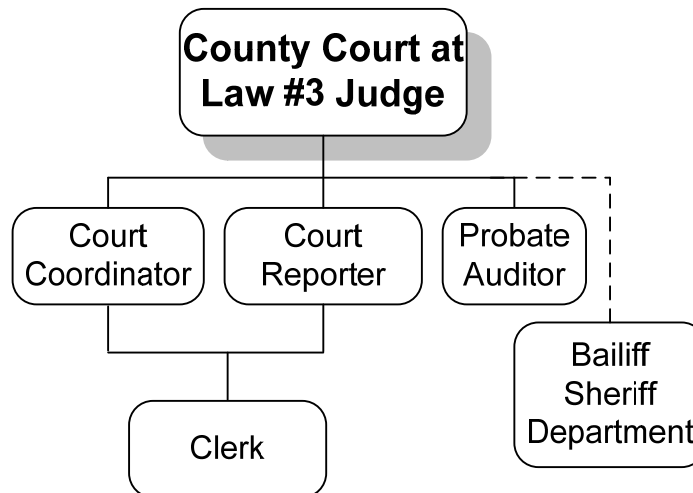 County Court at
Law #3 Judge
Court
Coordinator
Court
Reporter
Probate
Auditor
Bailiff
Sheriff
Department
Clerk